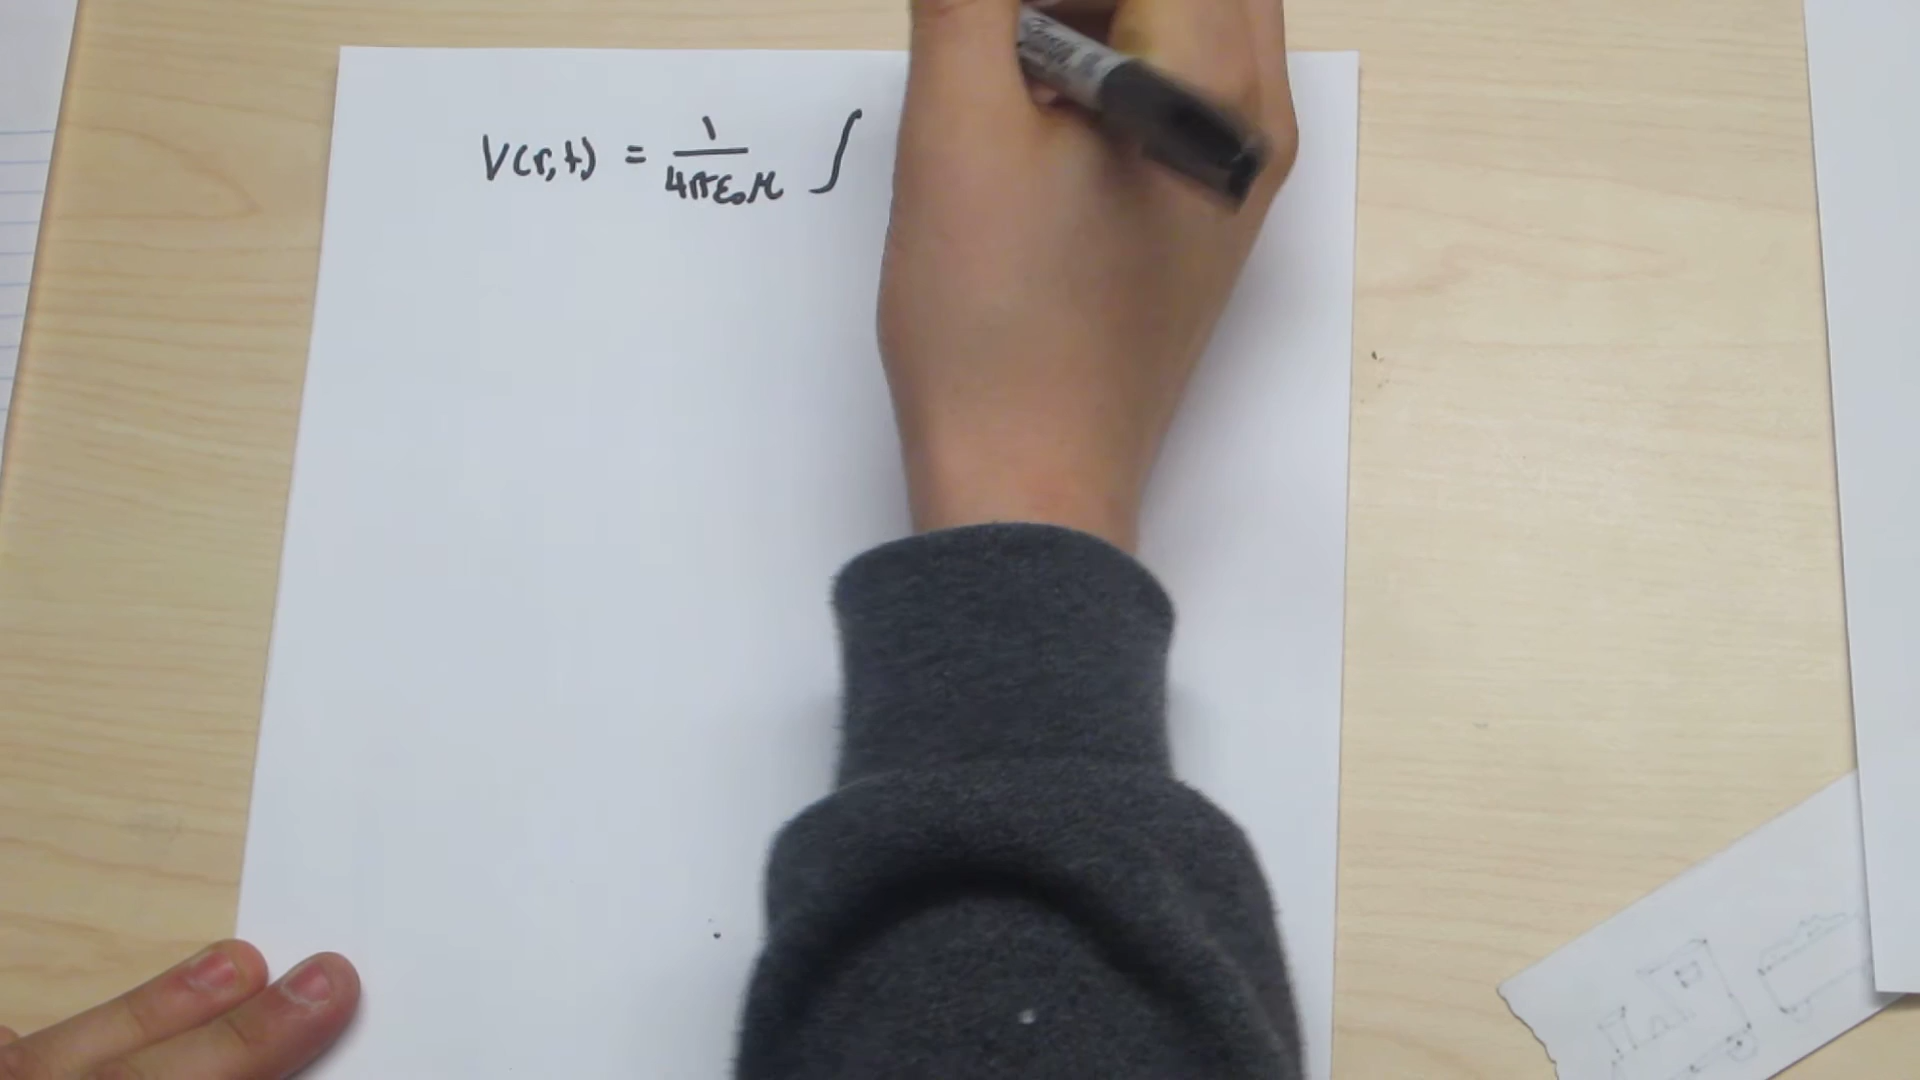 V(r,t) = 1/4πε₀r ∫